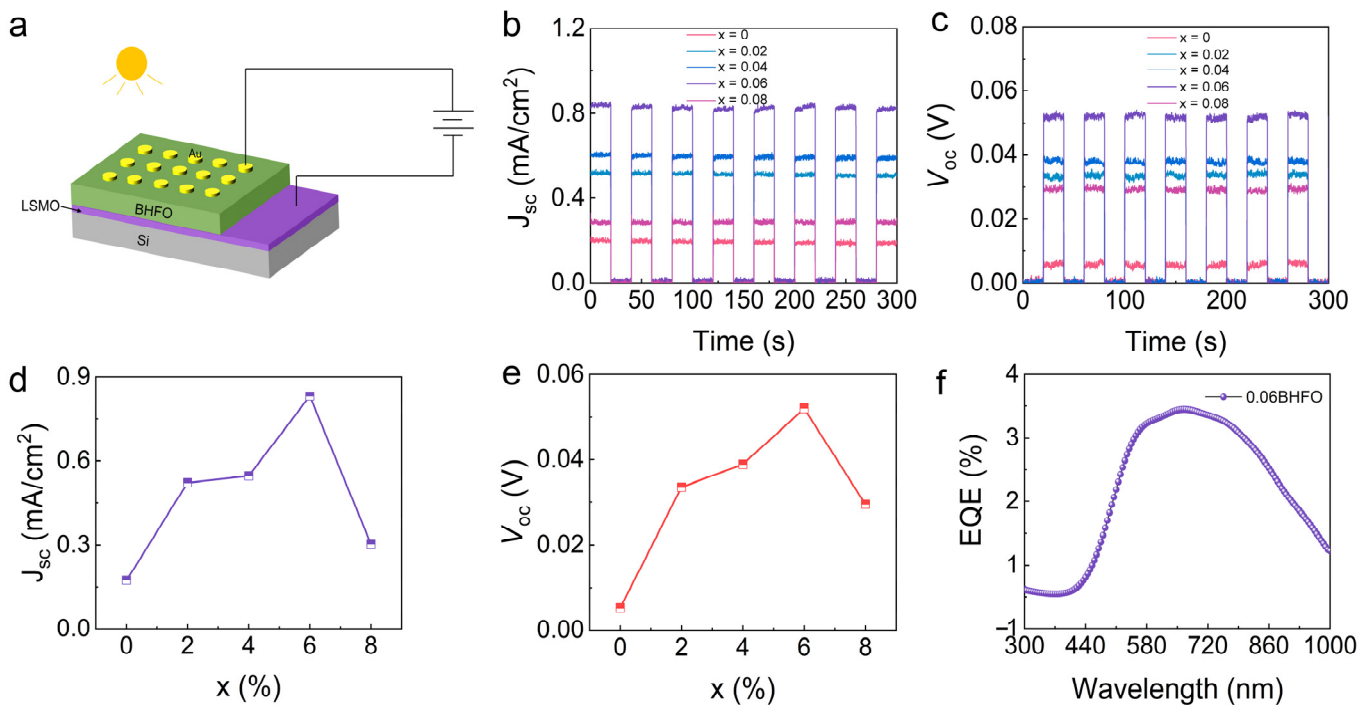 a
Au
LSMO
BHFO
Si
b
x = 0
x = 0.02
x = 0.04
x = 0.06
x = 0.08
1.2
0.8
0.4
0.0
J_sc (mA/cm²)
0 50 100 150 200 250 300
Time (s)
c
x = 0
x = 0.02
x = 0.04
x = 0.06
x = 0.08
0.08
0.06
0.04
0.02
0.00
V_oc (V)
0 100 200 300
Time (s)
d
0.9
0.6
0.3
0.0
J_sc (mA/cm²)
0 2 4 6 8
x (%)
e
0.06
0.04
0.02
0.00
V_oc (V)
0 2 4 6 8
x (%)
f
0.06BHFO
4
3
2
1
−1
EQE (%)
300 440 580 720 860 1000
Wavelength (nm)